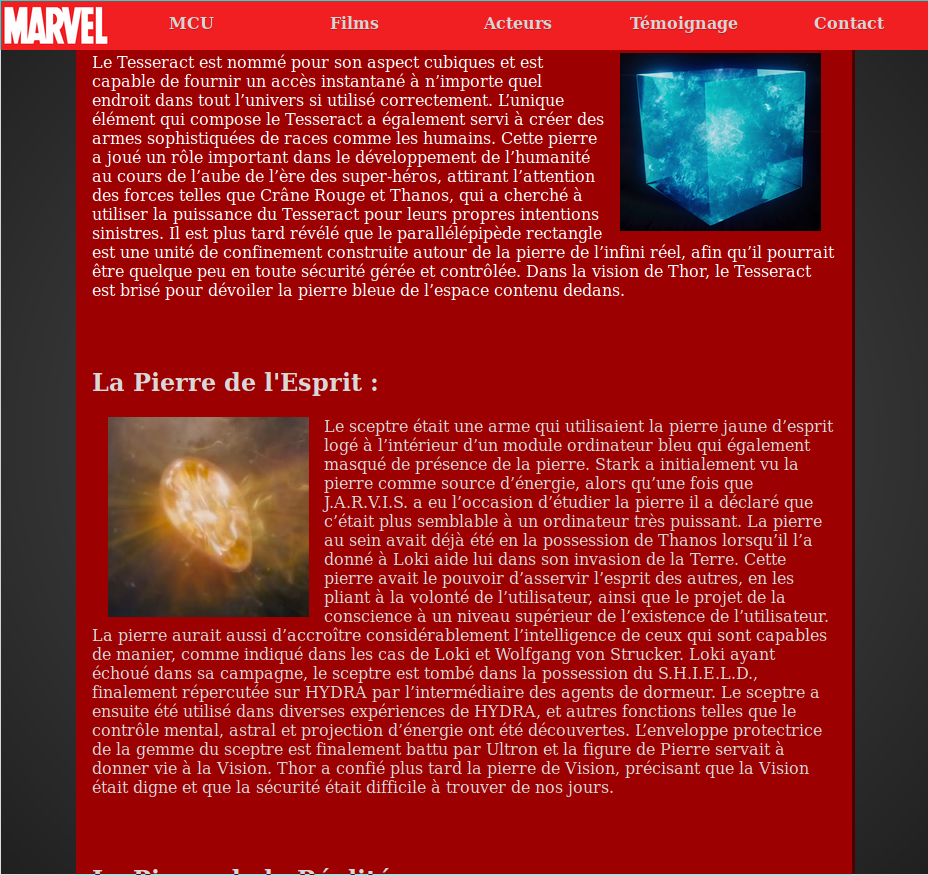 MARVEL MCU Films Acteurs Témoignage Contact
Le Tesseract est nommé pour son aspect cubiques et est
capable de fournir un accès instantané à n’importe quel
endroit dans tout l’univers si utilisé correctement. L’unique
élément qui compose le Tesseract a également servi à créer des
armes sophistiquées de races comme les humains. Cette pierre
a joué un rôle important dans le développement de l’humanité
au cours de l’aube de l’ère des super-héros, attirant l’attention
des forces telles que Crâne Rouge et Thanos, qui a cherché à
utiliser la puissance du Tesseract pour leurs propres intentions
sinistres. Il est plus tard révélé que le parallélépipède rectangle
est une unité de confinement construite autour de la pierre de l’infini réel, afin qu’il pourrait
être quelque peu en toute sécurité gérée et contrôlée. Dans la vision de Thor, le Tesseract
est brisé pour dévoiler la pierre bleue de l’espace contenu dedans.
La Pierre de l'Esprit :
Le sceptre était une arme qui utilisaient la pierre jaune d’esprit
logé à l’intérieur d’un module ordinateur bleu qui également
masqué de présence de la pierre. Stark a initialement vu la
pierre comme source d’énergie, alors qu’une fois que
J.A.R.V.I.S. a eu l’occasion d’étudier la pierre il a déclaré que
c’était plus semblable à un ordinateur très puissant. La pierre
au sein avait déjà été en la possession de Thanos lorsqu’il l’a
donné à Loki aide lui dans son invasion de la Terre. Cette
pierre avait le pouvoir d’asservir l’esprit des autres, en les
pliant à la volonté de l’utilisateur, ainsi que le projet de la
conscience à un niveau supérieur de l’existence de l’utilisateur.
La pierre aurait aussi d’accroître considérablement l’intelligence de ceux qui sont capables
de manier, comme indiqué dans les cas de Loki et Wolfgang von Strucker. Loki ayant
échoué dans sa campagne, le sceptre est tombé dans la possession du S.H.I.E.L.D.,
finalement répercutée sur HYDRA par l’intermédiaire des agents de dormeur. Le sceptre a
ensuite été utilisé dans diverses expériences de HYDRA, et autres fonctions telles que le
contrôle mental, astral et projection d’énergie ont été découvertes. L’enveloppe protectrice
de la gemme du sceptre est finalement battu par Ultron et la figure de Pierre servait à
donner vie à la Vision. Thor a confié plus tard la pierre de Vision, précisant que la Vision
était digne et que la sécurité était difficile à trouver de nos jours.
La Pierre de la Réalité